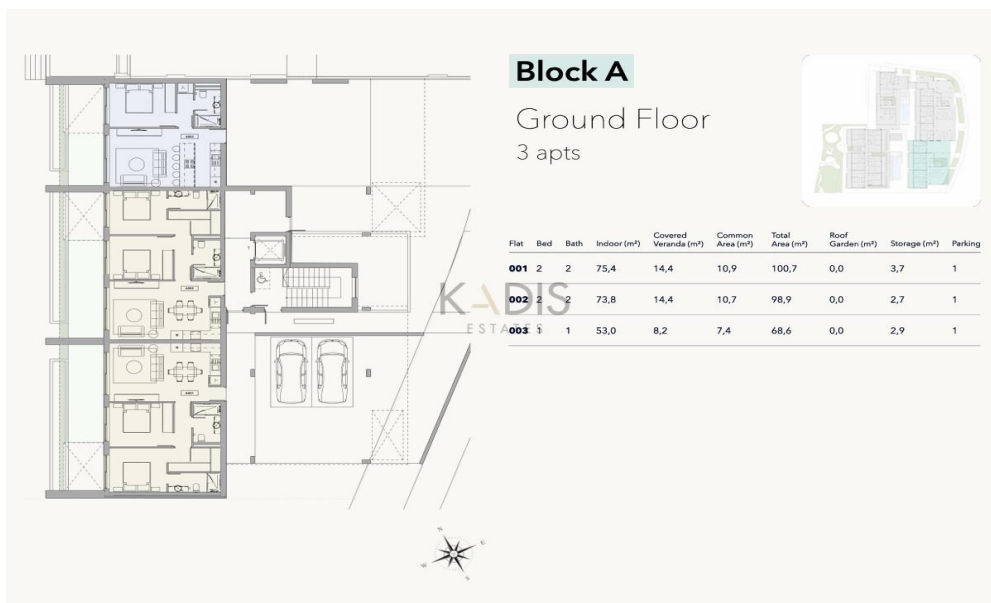 Block A
Ground Floor
3 apts
Flat Bed Bath Indoor (m²) Covered Veranda (m²) Common Area (m²) Total Area (m²) Roof Garden (m²) Storage (m²) Parking
001 2 2 75,4 14,4 10,9 100,7 0,0 3,7 1
002 2 2 73,8 14,4 10,7 98,9 0,0 2,7 1
003 1 1 53,0 8,2 7,4 68,6 0,0 2,9 1
KADIS
ESTATES
N
E
S